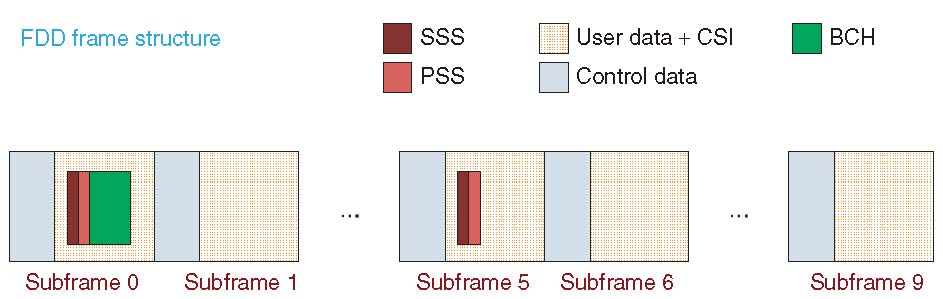 FDD frame structure
SSS
User data + CSI
BCH
PSS
Control data
...
...
Subframe 0
Subframe 1
Subframe 5
Subframe 6
Subframe 9